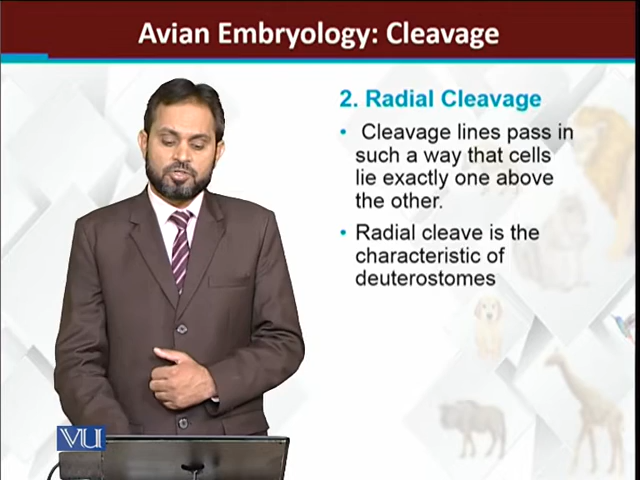 Avian Embryology: Cleavage
2. Radial Cleavage
• Cleavage lines pass in
such a way that cells
lie exactly one above
the other.
• Radial cleave is the
characteristic of
deuterostomes
VU